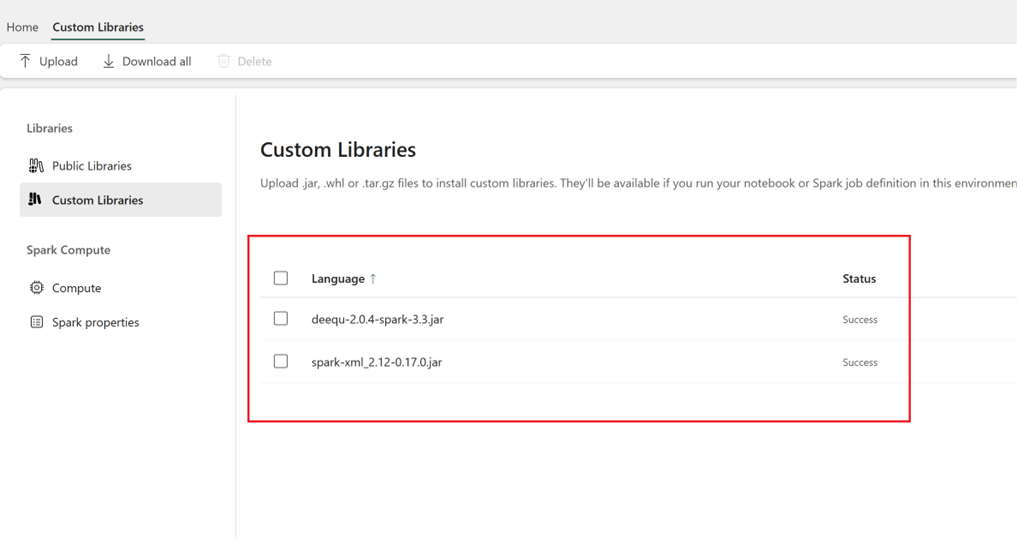 Home Custom Libraries
Upload Download all Delete
Libraries
Public Libraries
Custom Libraries
Spark Compute
Compute
Spark properties
Custom Libraries
Upload .jar, .whl or .tar.gz files to install custom libraries. They'll be available if you run your notebook or Spark job definition in this environmen
Language ↑ Status
deequ-2.0.4-spark-3.3.jar Success
spark-xml_2.12-0.17.0.jar Success